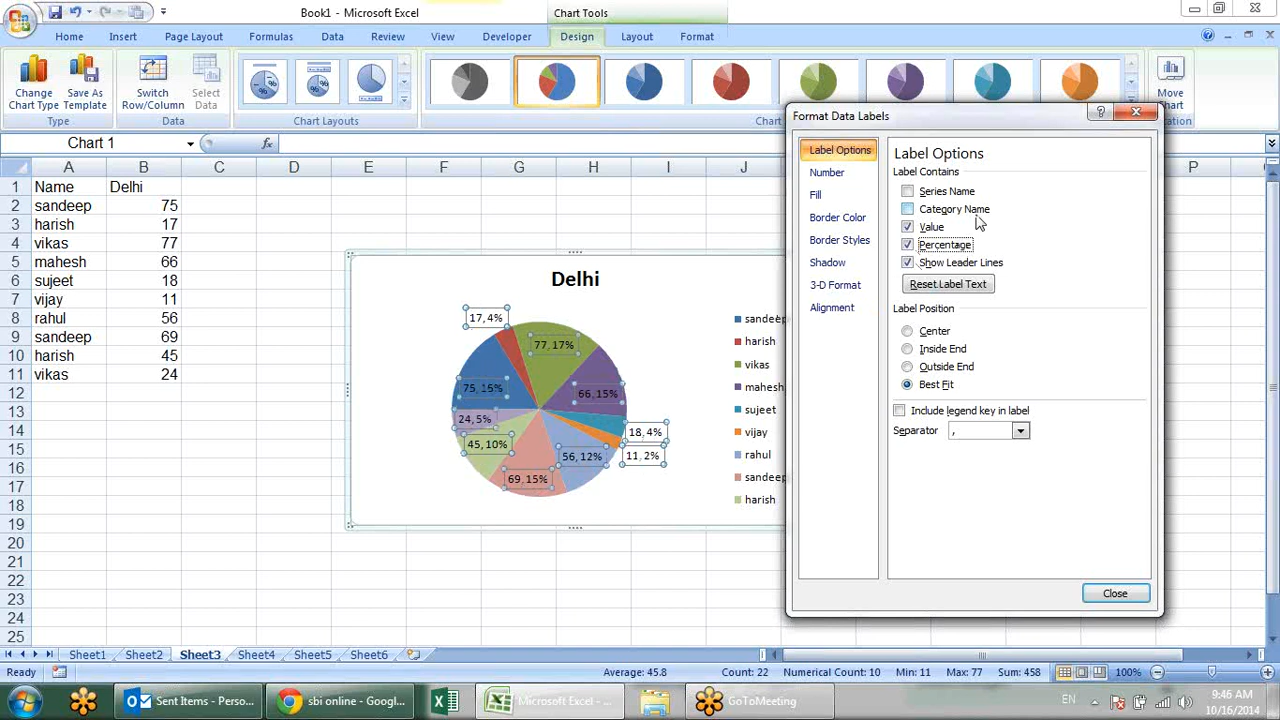 Book1 - Microsoft Excel
Chart Tools
Home Insert Page Layout Formulas Data Review View Developer Design Layout Format
Change Chart Type
Save As Template
Switch Row/Column
Select Data
Move Chart
Type
Data
Chart Layouts
Chart 1
fx
A B C D E F G H I J P
1 Name Delhi
2 sandeep 75
3 harish 17
4 vikas 77
5 mahesh 66
6 sujeet 18
7 vijay 11
8 rahul 56
9 sandeep 69
10 harish 45
11 vikas 24
12
13
14
15
16
17
18
19
20
21
22
23
24
25
Delhi
17, 4%
77, 17%
75, 15%
66, 15%
24, 5%
18, 4%
45, 10%
56, 12%
11, 2%
69, 15%
sandeep
harish
vikas
mahesh
sujeet
vijay
rahul
sandeep
harish
Format Data Labels
Label Options
Number
Fill
Border Color
Border Styles
Shadow
3-D Format
Alignment
Label Options
Label Contains
Series Name
Category Name
Value
Percentage
Show Leader Lines
Reset Label Text
Label Position
Center
Inside End
Outside End
Best Fit
Include legend key in label
Separator ,
Close
Sheet1 Sheet2 Sheet3 Sheet4 Sheet5 Sheet6
Ready Average: 45.8 Count: 22 Numerical Count: 10 Min: 11 Max: 77 Sum: 458 100%
Sent Items - Perso...
sbi online - Googl...
Microsoft Excel - ...
GoToMeeting
EN
9:46 AM
10/16/2014